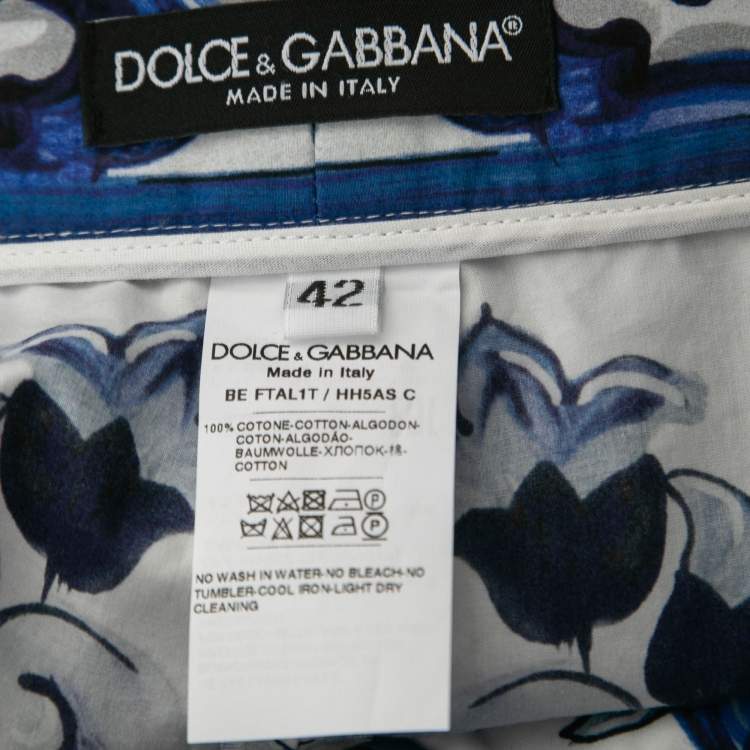 DOLCE & GABBANA®
MADE IN ITALY
42
DOLCE & GABBANA
Made in Italy
BE FTAL1T / HH5AS C
100% COTONE-COTTON-ALGODON-
COTON-ALGODÃO-
BAUMWOLLE-ХЛОПОК-棉-
COTTON
NO WASH IN WATER-NO BLEACH-NO
TUMBLER-COOL IRON-LIGHT DRY
CLEANING